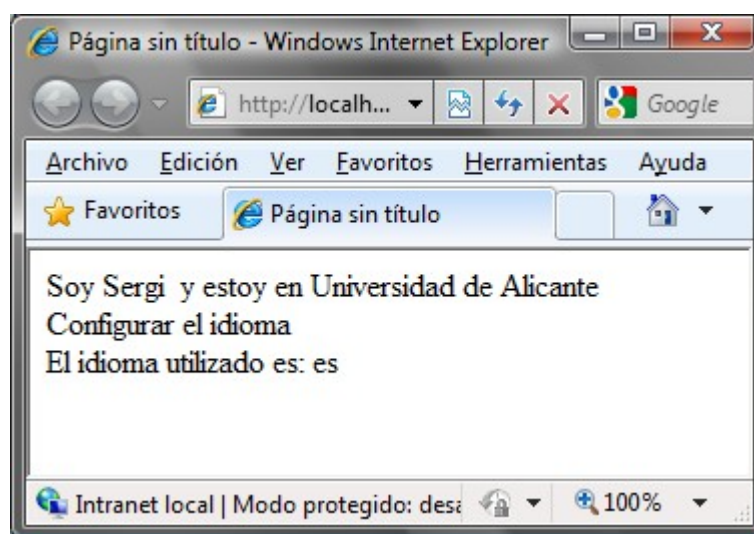 Página sin título - Windows Internet Explorer
http://localh...
Google
Archivo Edición Ver Favoritos Herramientas Ayuda
Favoritos Página sin título
Soy Sergi y estoy en Universidad de Alicante
Configurar el idioma
El idioma utilizado es: es
Intranet local | Modo protegido: desa 100%